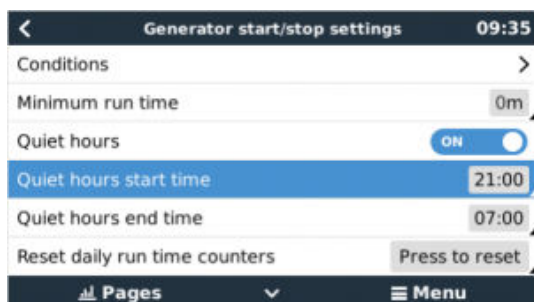 Generator start/stop settings 09:35
Conditions
Minimum run time 0m
Quiet hours ON
Quiet hours start time 21:00
Quiet hours end time 07:00
Reset daily run time counters Press to reset
Pages Menu